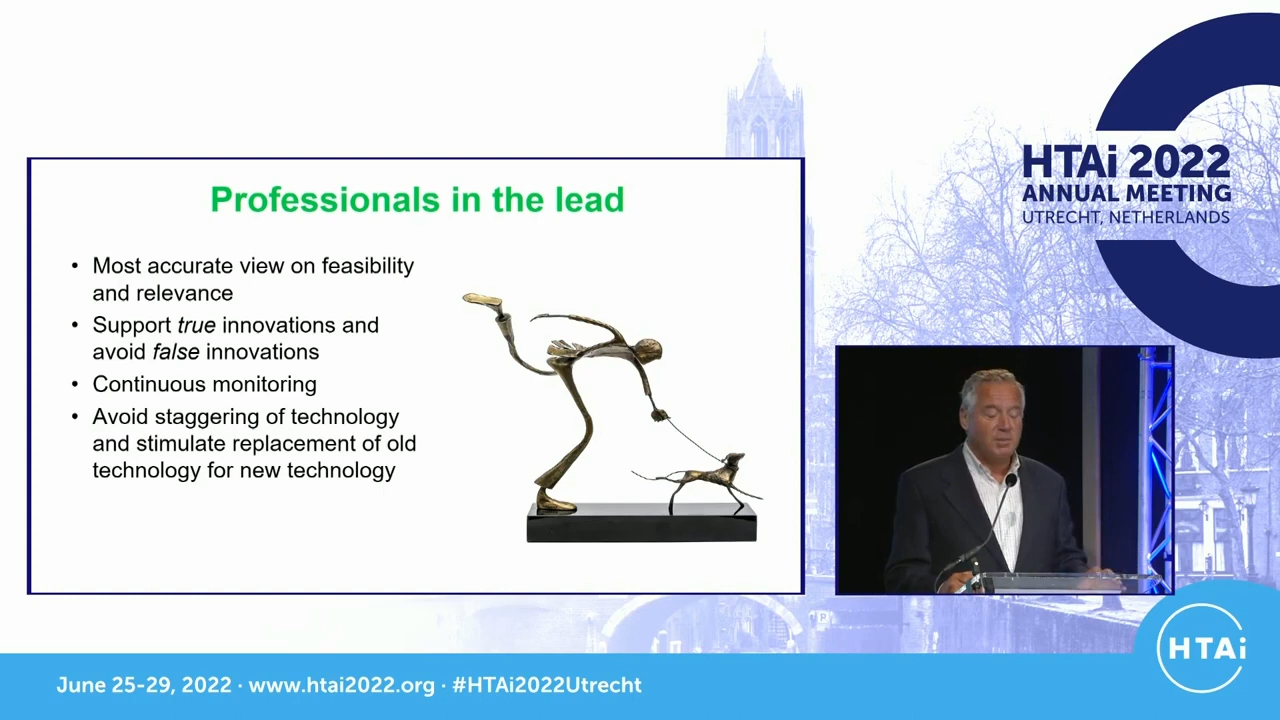 Professionals in the lead
• Most accurate view on feasibility
and relevance
• Support true innovations and
avoid false innovations
• Continuous monitoring
• Avoid staggering of technology
and stimulate replacement of old
technology for new technology
HTAi 2022
ANNUAL MEETING
UTRECHT, NETHERLANDS
R
HTAi
June 25-29, 2022 · www.htai2022.org · #HTAi2022Utrecht